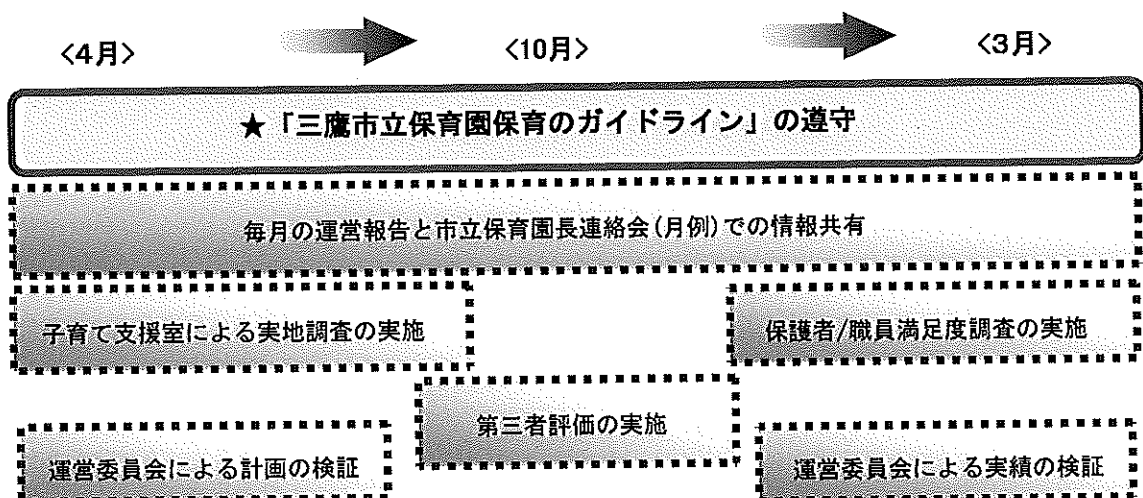 <4月>
<10月>
<3月>
★「三鷹市立保育園保育のガイドライン」の遵守
毎月の運営報告と市立保育園長連絡会(月例)での情報共有
子育て支援室による実地調査の実施
保護者/職員満足度調査の実施
第三者評価の実施
運営委員会による計画の検証
運営委員会による実績の検証